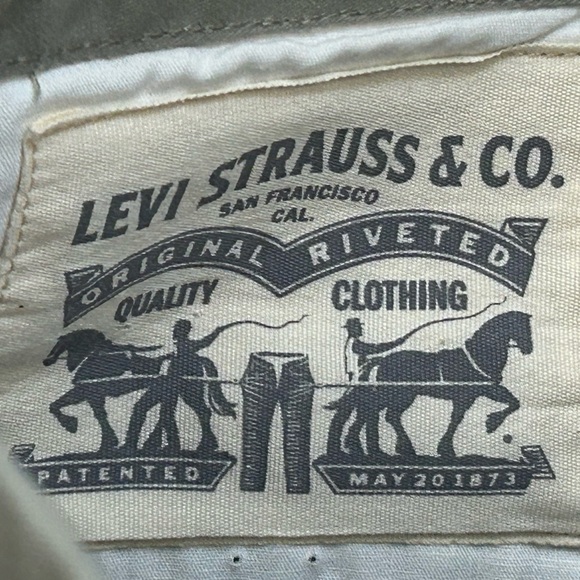 LEVI STRAUSS & CO.
SAN FRANCISCO
CAL.
ORIGINAL RIVETED
QUALITY CLOTHING
PATENTED MAY 20 1873